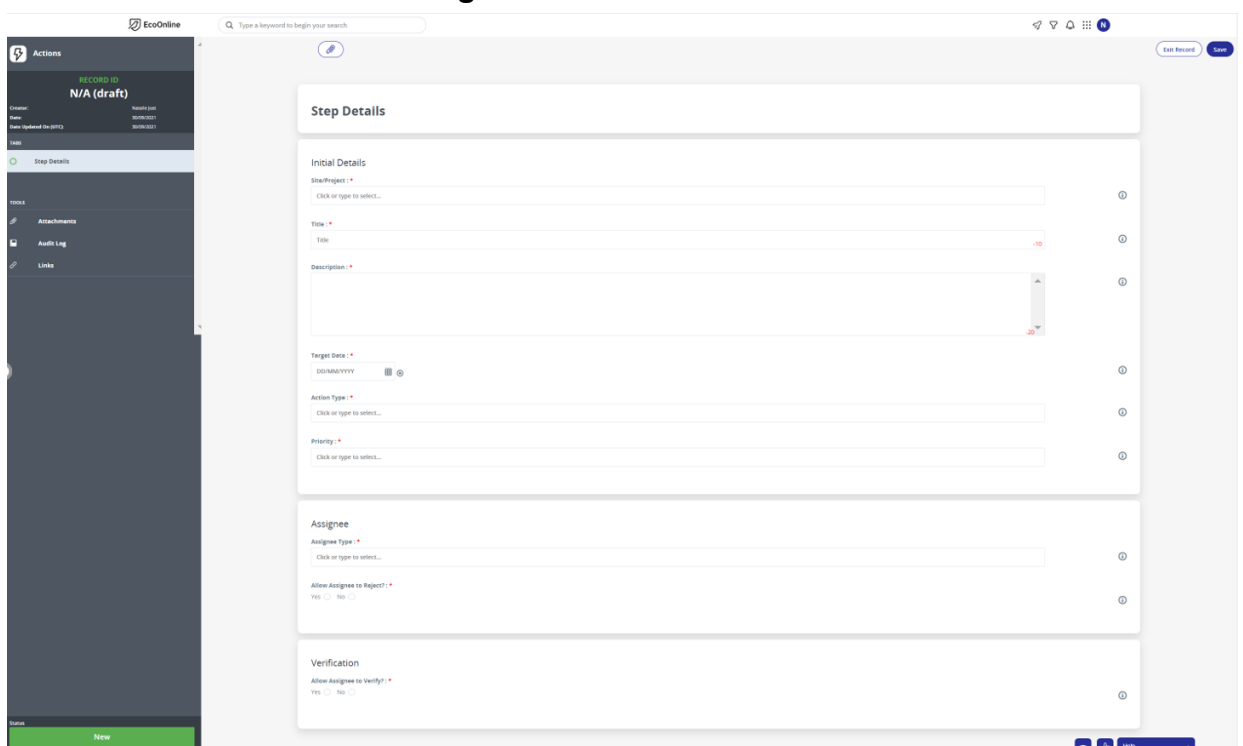 EcoOnline
Type a keyword to begin your search
N
Actions
Exit Record
Save
RECORD ID
N/A (draft)
Creator: Natalie Jost
Date: 30/09/2021
Date Updated On (UTC): 30/09/2021
TABS
Step Details
TOOLS
Attachments
Audit Log
Links
Step Details
Initial Details
Site/Project : *
Click or type to select...
Title : *
Title
-10
Description : *
-20
Target Date : *
DD/MM/YYYY
Action Type : *
Click or type to select...
Priority : *
Click or type to select...
Assignee
Assignee Type : *
Click or type to select...
Allow Assignee to Reject? : *
Yes No
Verification
Allow Assignee to Verify? : *
Yes No
Status
New